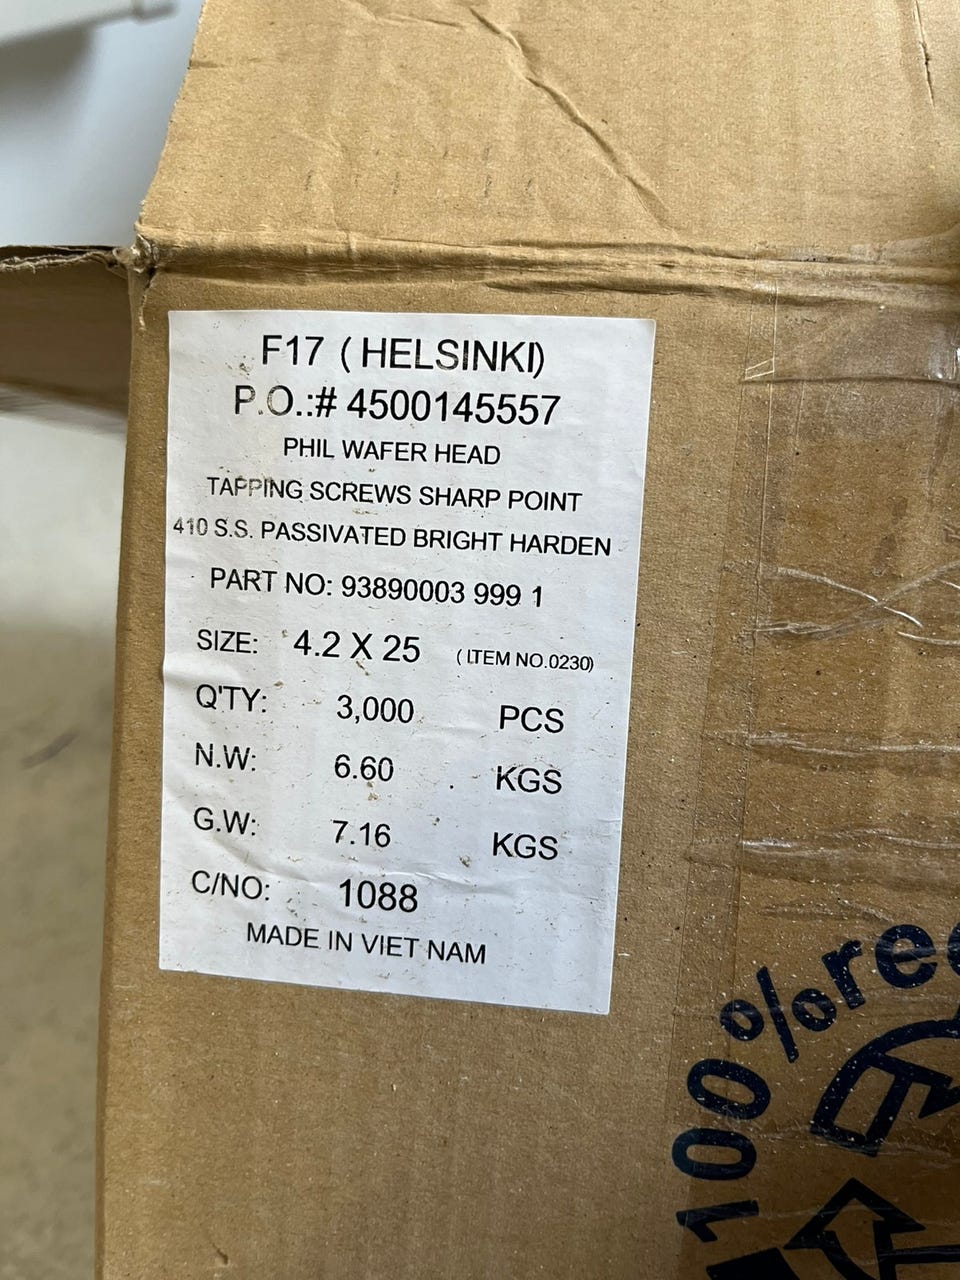 F17 ( HELSINKI)
P.O.:# 4500145557
PHIL WAFER HEAD
TAPPING SCREWS SHARP POINT
410 S.S. PASSIVATED BRIGHT HARDEN
PART NO: 93890003 999 1
SIZE: 4.2 X 25 ( ITEM NO.0230)
Q'TY: 3,000 PCS
N.W: 6.60 KGS
G.W: 7.16 KGS
C/NO: 1088
MADE IN VIET NAM
100%